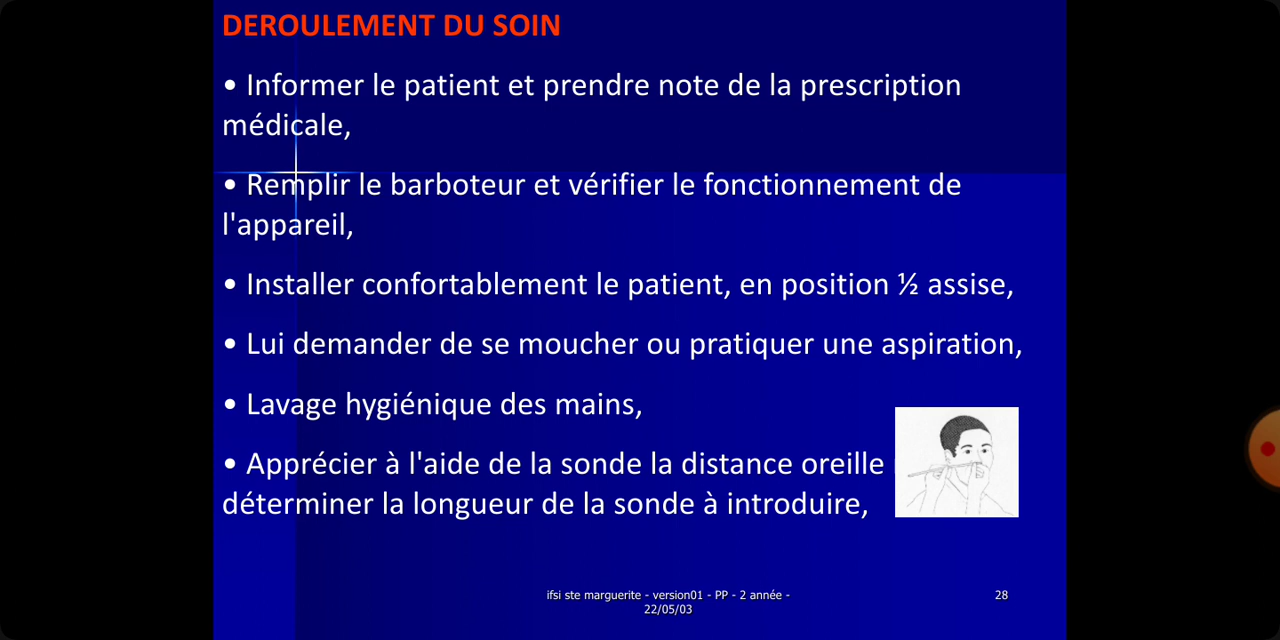 DEROULEMENT DU SOIN
• Informer le patient et prendre note de la prescription
médicale,
• Remplir le barboteur et vérifier le fonctionnement de
l'appareil,
• Installer confortablement le patient, en position ½ assise,
• Lui demander de se moucher ou pratiquer une aspiration,
• Lavage hygiénique des mains,
• Apprécier à l'aide de la sonde la distance oreille
déterminer la longueur de la sonde à introduire,
ifsi ste marguerite - version01 - PP - 2 année -
22/05/03
28